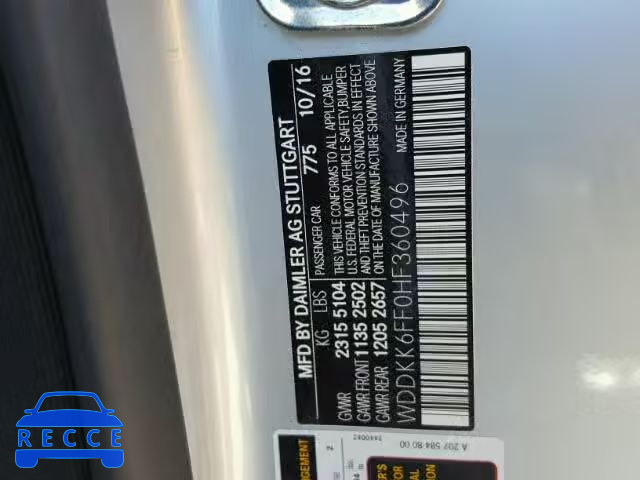 MFD BY DAIMLER AG STUTTGART
775 10/16
KG LBS PASSENGER CAR
GVWR 2315 5104
GAWR FRONT 1135 2502
GAWR REAR 1205 2657
THIS VEHICLE CONFORMS TO ALL APPLICABLE
U.S. FEDERAL MOTOR VEHICLE SAFETY, BUMPER
AND THEFT PREVENTION STANDARDS IN EFFECT
ON THE DATE OF MANUFACTURE SHOWN ABOVE
WDDKK6FF0HF360496
MADE IN GERMANY
A 207 584 80 00
RECCE